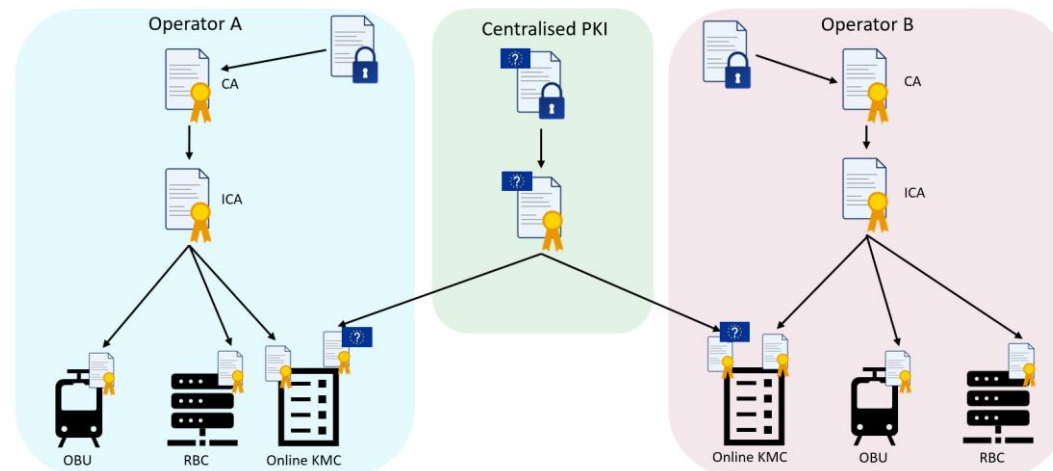 Operator A
Centralised PKI
Operator B
?
CA
CA
?
ICA
ICA
?
?
OBU
RBC
Online KMC
Online KMC
OBU
RBC